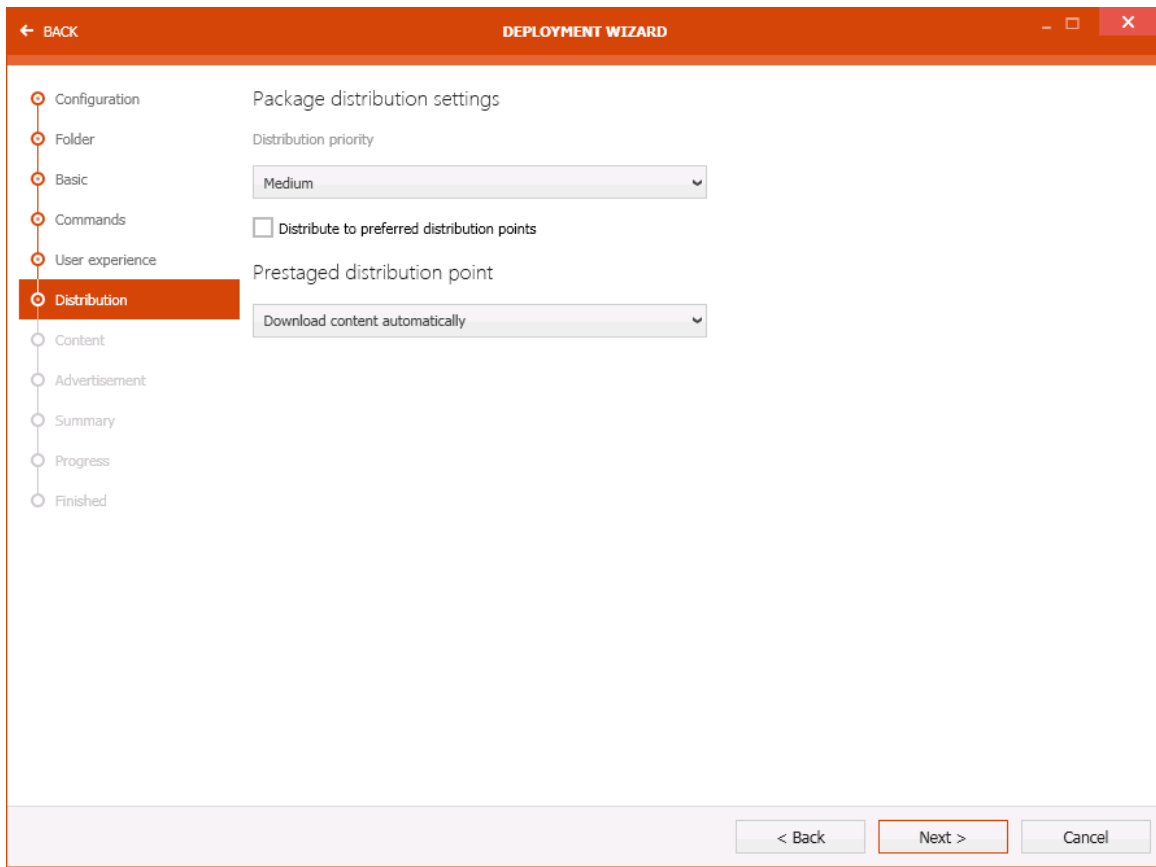 BACK
DEPLOYMENT WIZARD
Configuration
Folder
Basic
Commands
User experience
Distribution
Content
Advertisement
Summary
Progress
Finished
Package distribution settings
Distribution priority
Medium
Distribute to preferred distribution points
Prestaged distribution point
Download content automatically
< Back
Next >
Cancel